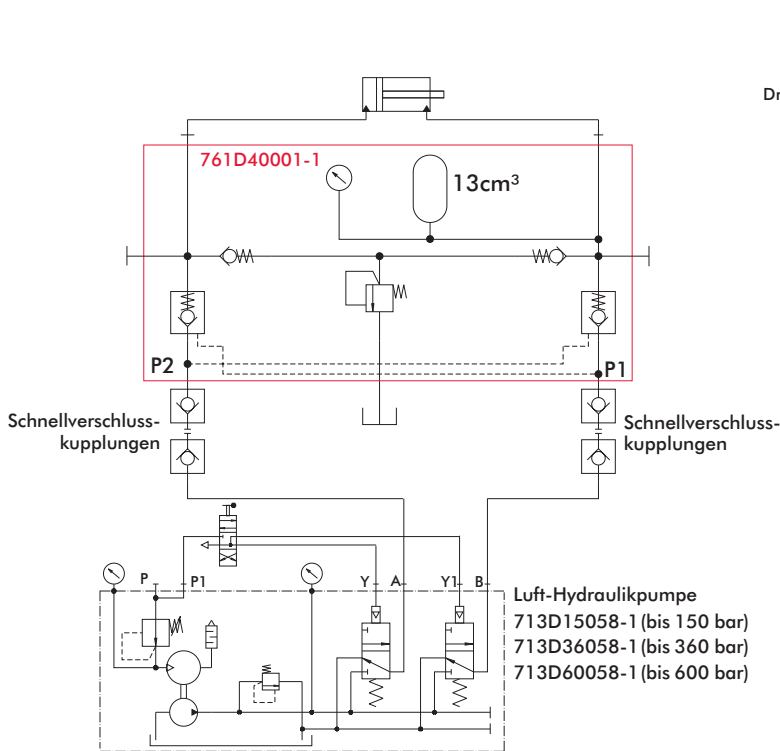 Dr
761D40001-1
13cm³
P2
P1
Schnellverschluss-
kupplungen
Schnellverschluss-
kupplungen
P
P1
Y
A
Y1
B
Luft-Hydraulikpumpe
713D15058-1 (bis 150 bar)
713D36058-1 (bis 360 bar)
713D60058-1 (bis 600 bar)